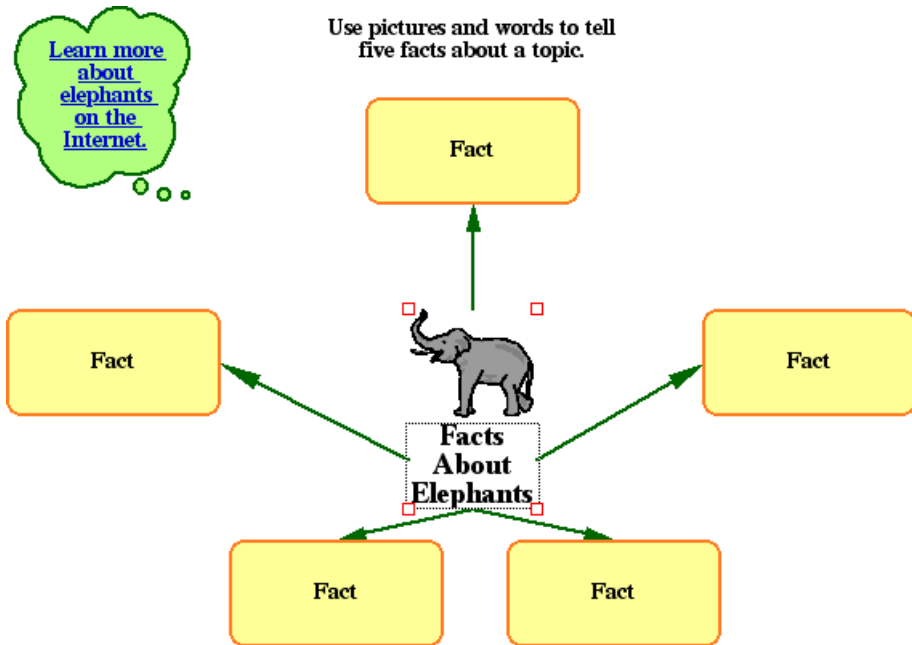 Learn more
about
elephants
on the
Internet.
Use pictures and words to tell
five facts about a topic.
Fact
Fact
Fact
Facts
About
Elephants
Fact
Fact